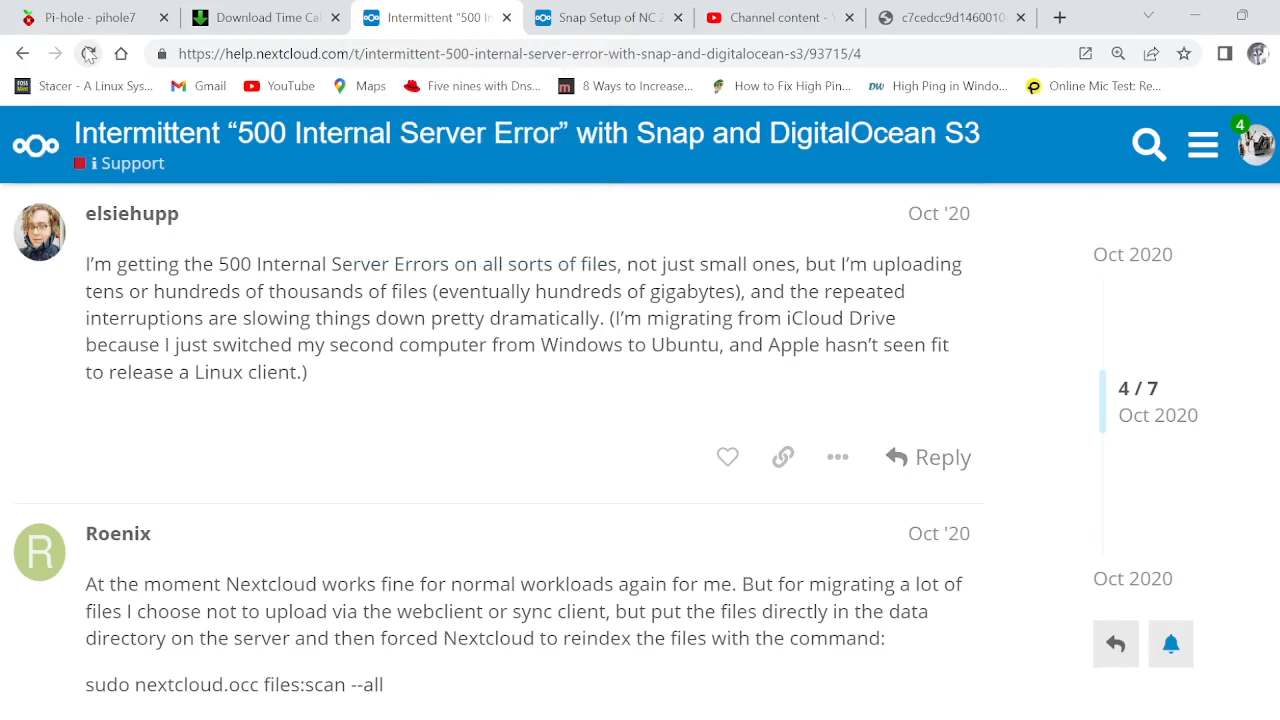 Pi-hole - pihole7
Download Time Cal
Intermittent “500 In
Snap Setup of NC 2
Channel content - Y
c7cedcc9d1460010
https://help.nextcloud.com/t/intermittent-500-internal-server-error-with-snap-and-digitalocean-s3/93715/4
Stacer - A Linux Sys... Gmail YouTube Maps Five nines with Dns... 8 Ways to Increase... How to Fix High Pin... High Ping in Windo... Online Mic Test: Re...
Intermittent “500 Internal Server Error” with Snap and DigitalOcean S3
Support
4
elsiehupp Oct '20
I’m getting the 500 Internal Server Errors on all sorts of files, not just small ones, but I’m uploading
tens or hundreds of thousands of files (eventually hundreds of gigabytes), and the repeated
interruptions are slowing things down pretty dramatically. (I’m migrating from iCloud Drive
because I just switched my second computer from Windows to Ubuntu, and Apple hasn’t seen fit
to release a Linux client.)
Reply
Oct 2020
4 / 7
Oct 2020
Oct 2020
R
Roenix Oct '20
At the moment Nextcloud works fine for normal workloads again for me. But for migrating a lot of
files I choose not to upload via the webclient or sync client, but put the files directly in the data
directory on the server and then forced Nextcloud to reindex the files with the command:
sudo nextcloud.occ files:scan --all